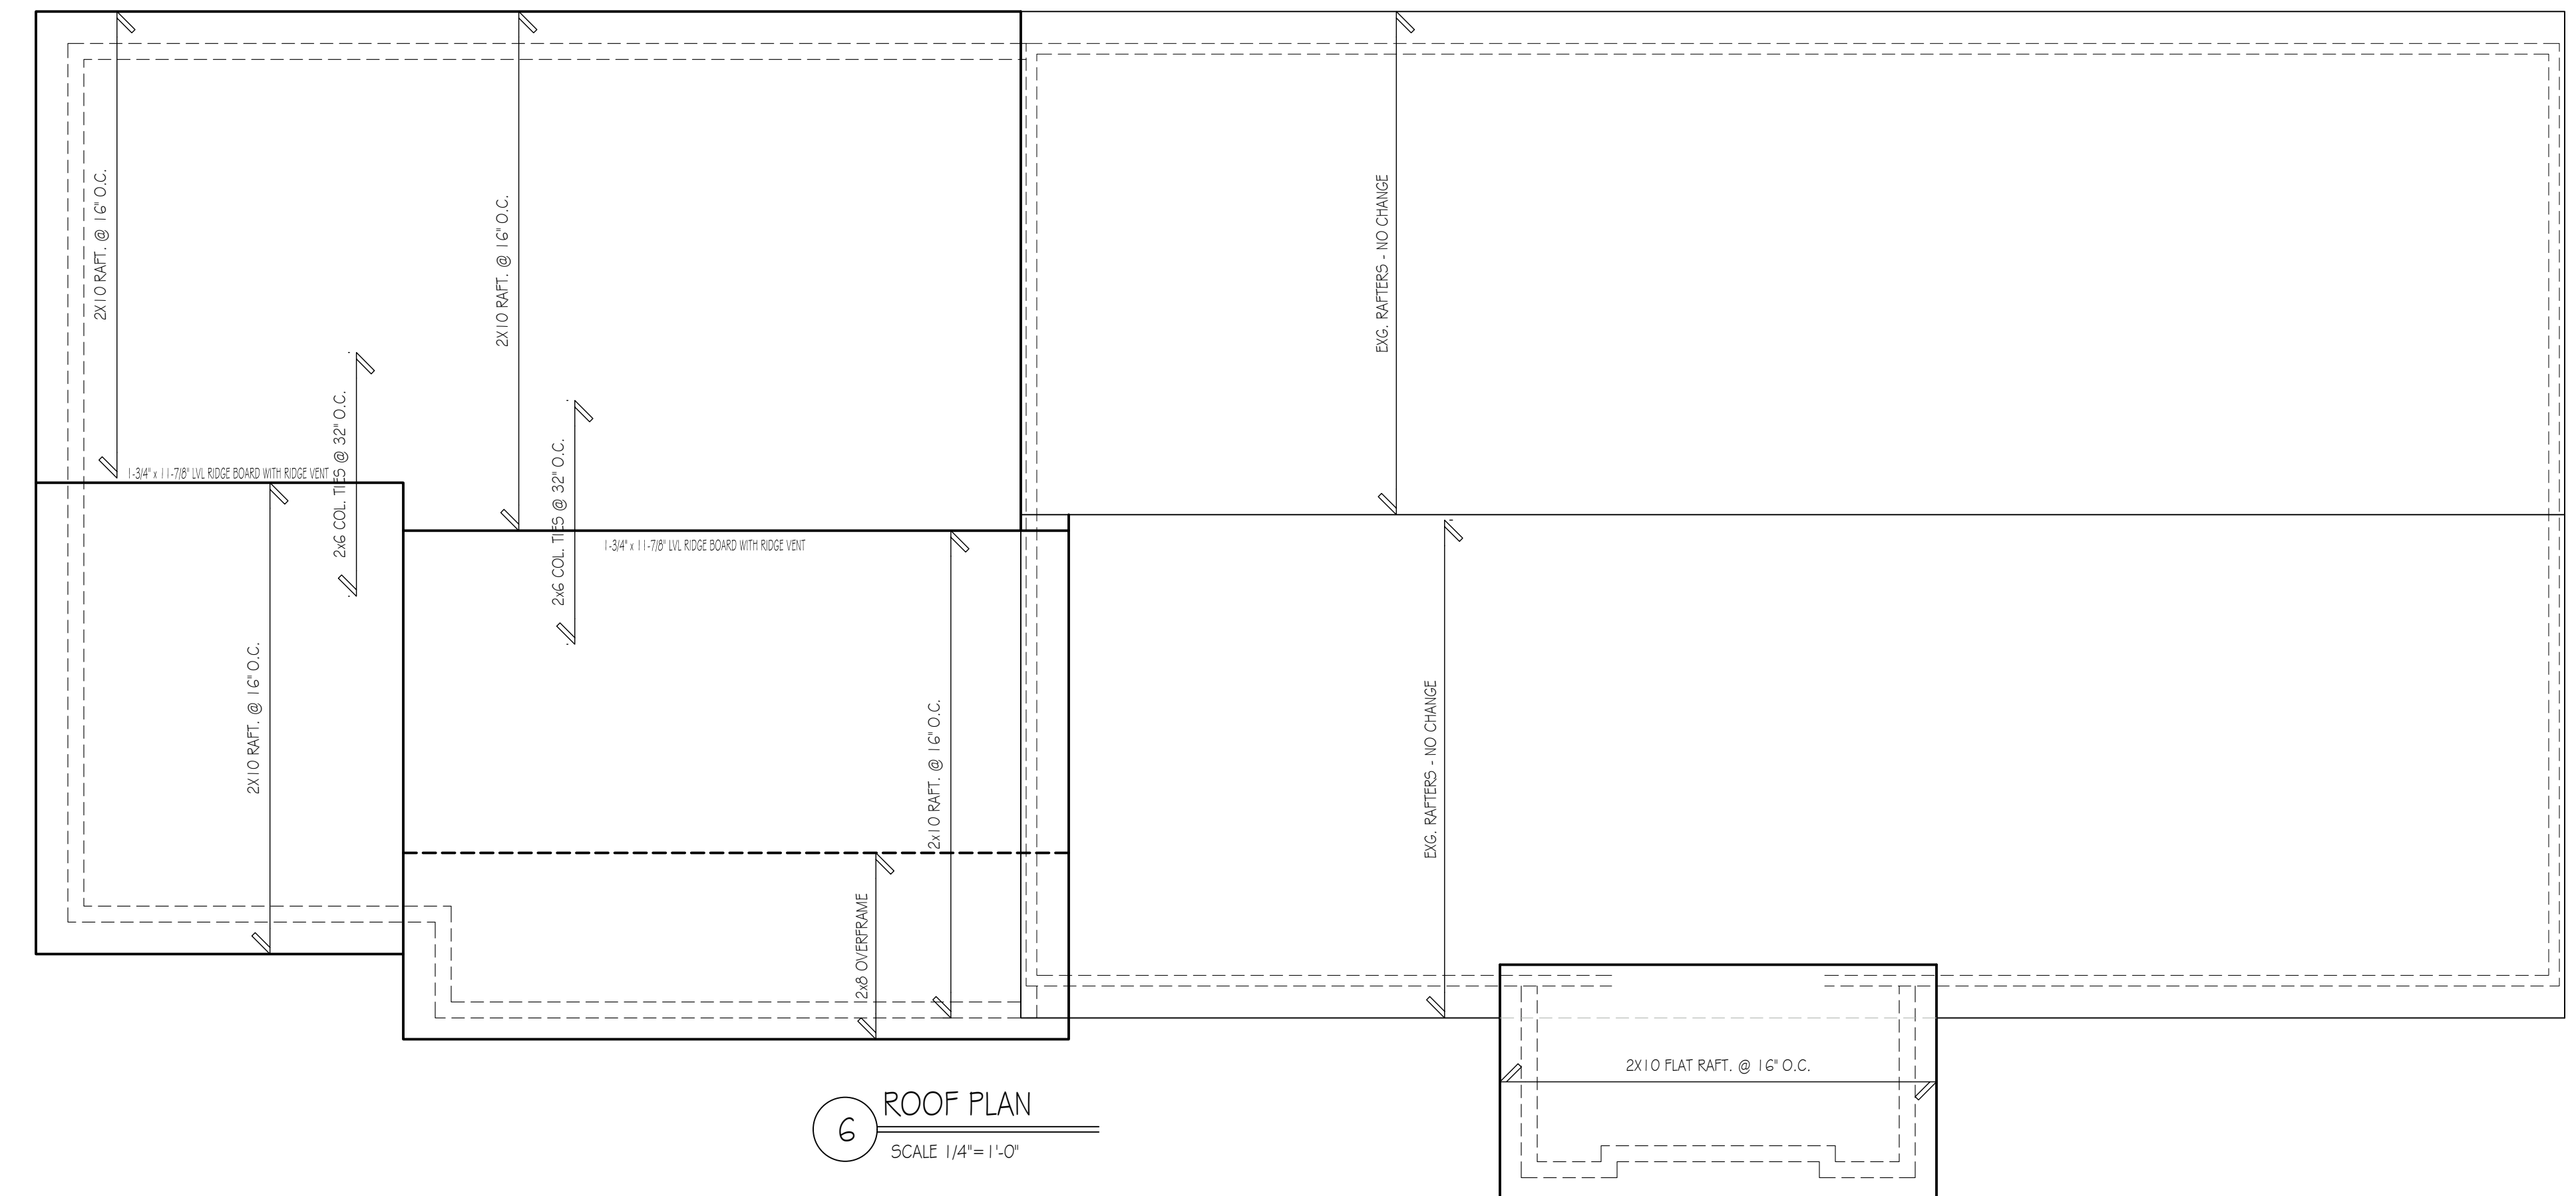 2X10 RAFT. @ 16" O.C.
2X10 RAFT. @ 16" O.C.
EXG. RAFTERS - NO CHANGE
2x6 COL. TIES @ 32" O.C.
1-3/4" x 11-7/8" LVL RIDGE BOARD WITH RIDGE VENT
2x6 COL. TIES @ 32" O.C.
1-3/4" x 11-7/8" LVL RIDGE BOARD WITH RIDGE VENT
2X10 RAFT. @ 16" O.C.
2x10 RAFT. @ 16" O.C.
EXG. RAFTERS - NO CHANGE
2x8 OVERFRAME
2X10 FLAT RAFT. @ 16" O.C.
6
ROOF PLAN
SCALE 1/4"=1'-0"